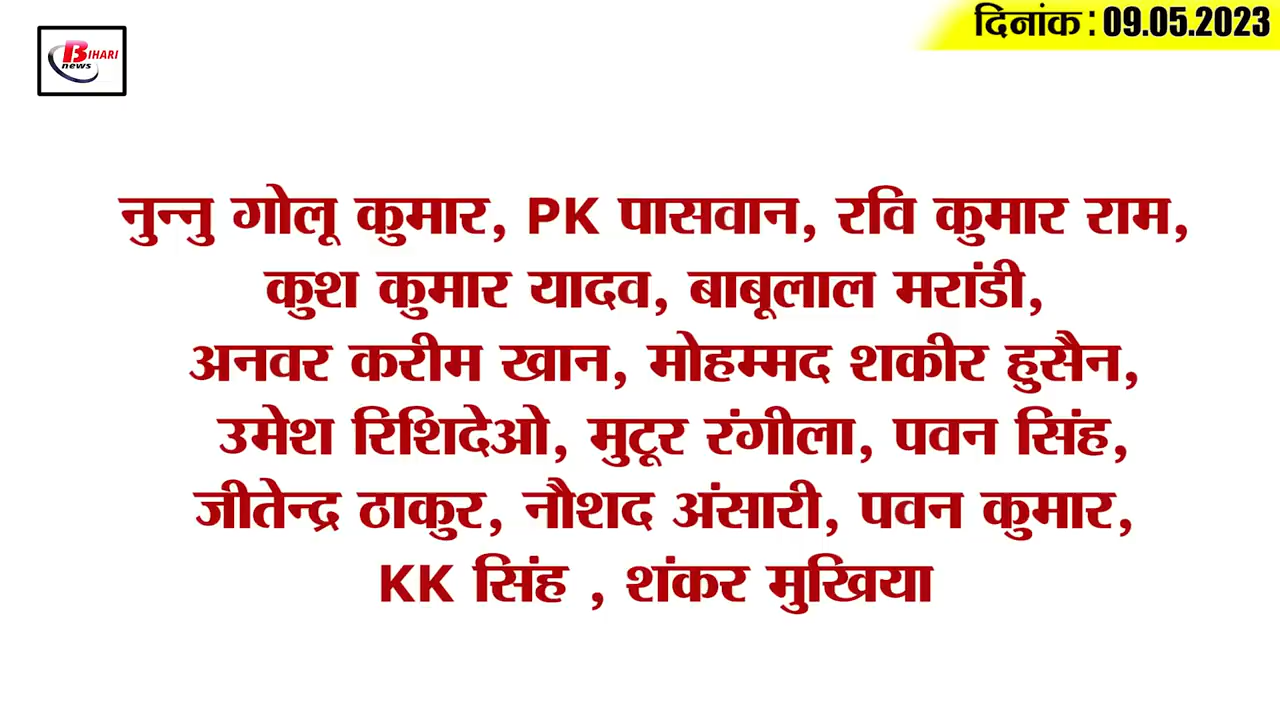 BIHARI
news
दिनांक : 09.05.2023
नुन्नु गोलू कुमार, PK पासवान, रवि कुमार राम,
कुश कुमार यादव, बाबूलाल मरांडी,
अनवर करीम खान, मोहम्मद शकीर हुसैन,
उमेश रिशिदेओ, मुटूर रंगीला, पवन सिंह,
जीतेन्द्र ठाकुर, नौशद अंसारी, पवन कुमार,
KK सिंह , शंकर मुखिया